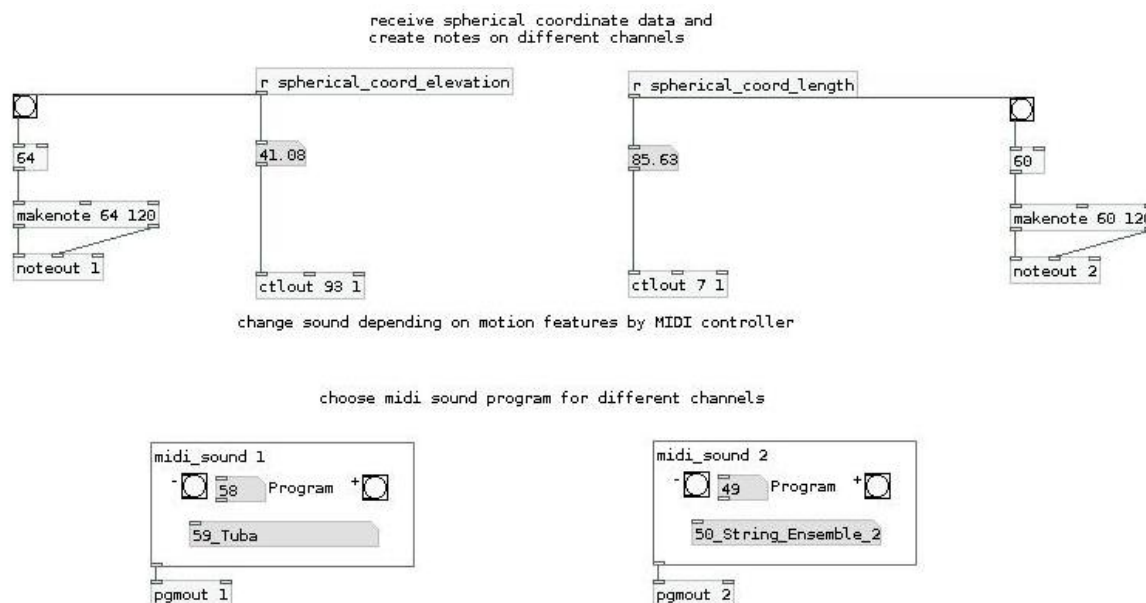 receive spherical coordinate data and
create notes on different channels
r spherical_coord_elevation
r spherical_coord_length
64
41.08
85.63
60
makenote 64 120
makenote 60 120
noteout 1
ctlout 93 1
ctlout 7 1
noteout 2
change sound depending on motion features by MIDI controller
choose midi sound program for different channels
midi_sound 1
midi_sound 2
- 58 Program +
- 49 Program +
59_Tuba
50_String_Ensemble_2
pgmout 1
pgmout 2